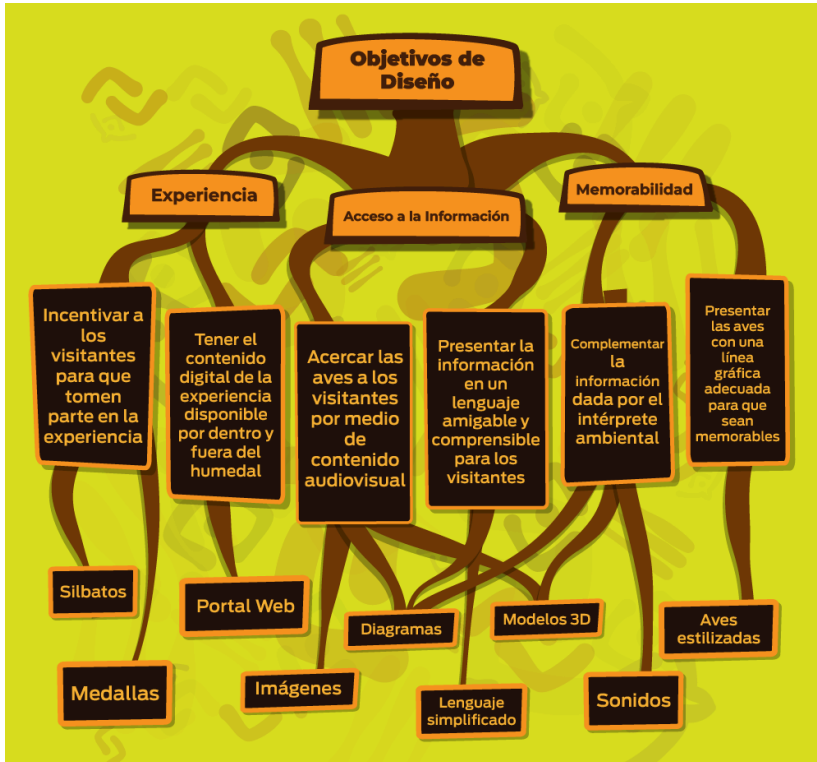 Objetivos de
Diseño
Experiencia
Acceso a la Información
Memorabilidad
Incentivar a
los
visitantes
para que
tomen
parte en la
experiencia
Tener el
contenido
digital de la
experiencia
disponible
por dentro y
fuera del
humedal
Acercar las
aves a los
visitantes
por medio
de
contenido
audiovisual
Presentar la
información
en un
lenguaje
amigable y
comprensible
para los
visitantes
Complementar
la
información
dada por el
intérprete
ambiental
Presentar
las aves
con una
línea
gráfica
adecuada
para que
sean
memorables
Silbatos
Portal Web
Diagramas
Modelos 3D
Aves
estilizadas
Medallas
Imágenes
Lenguaje
simplificado
Sonidos